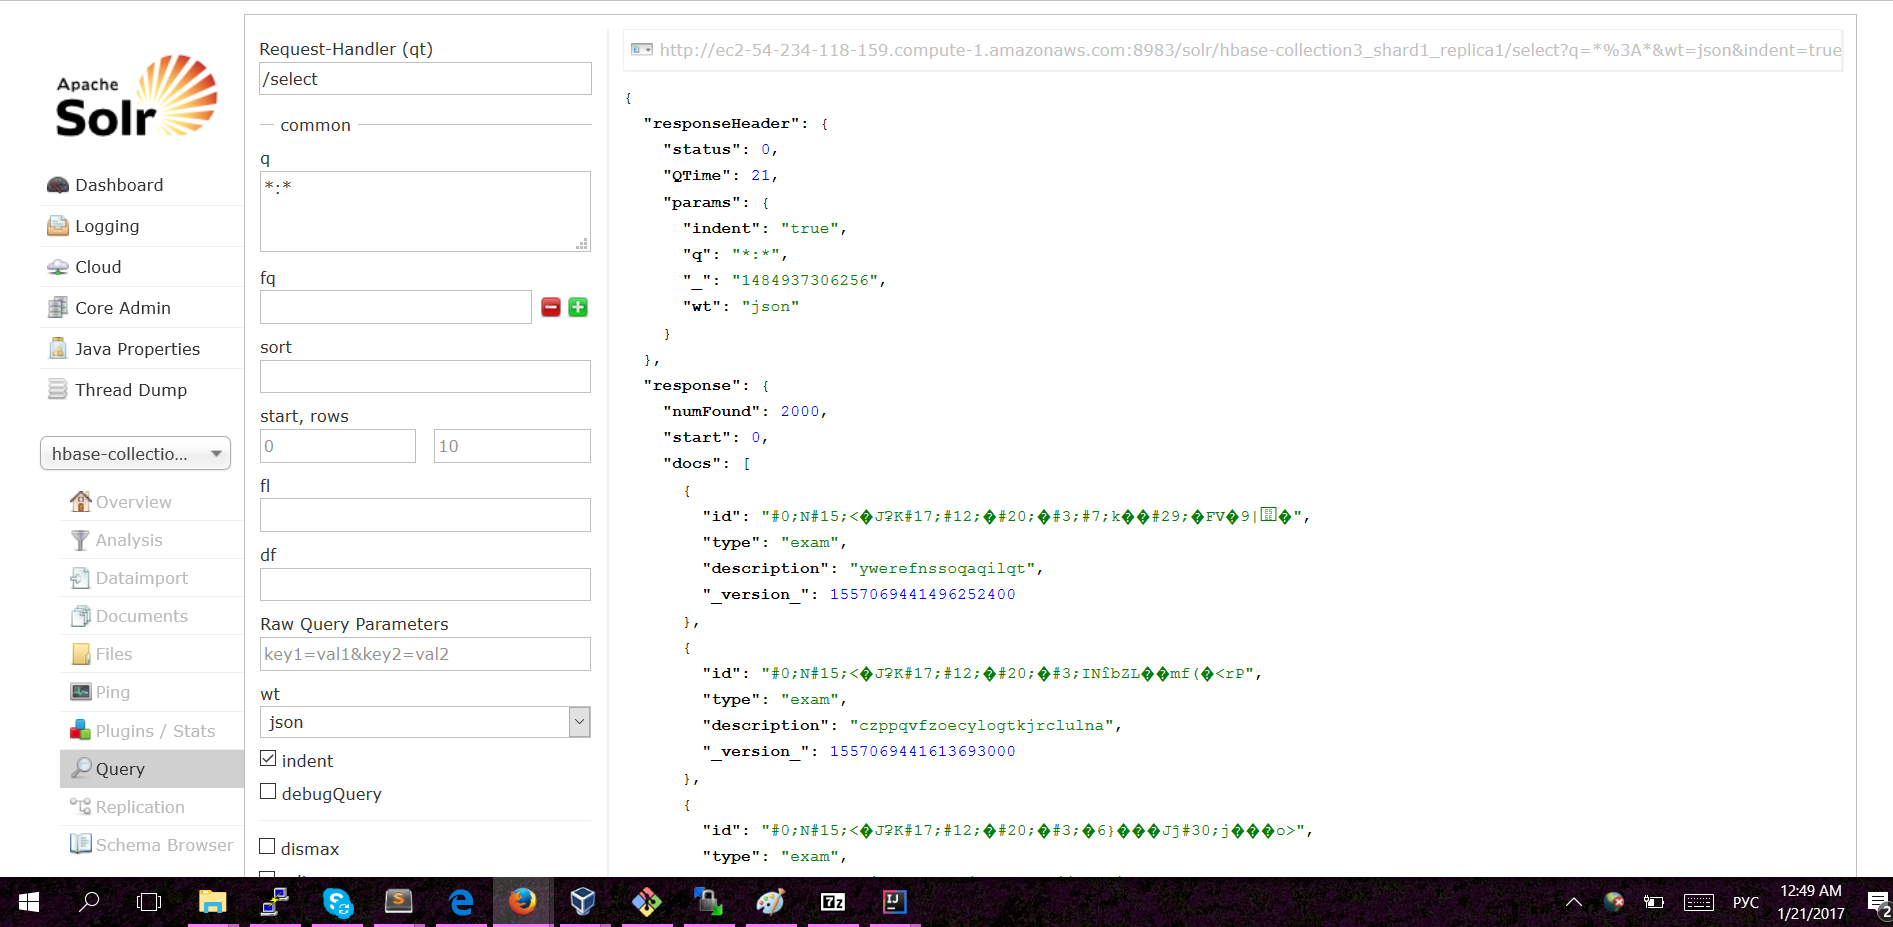 Apache
Solr
Dashboard
Logging
Cloud
Core Admin
Java Properties
Thread Dump
hbase-collectio...
Overview
Analysis
Dataimport
Documents
Files
Ping
Plugins / Stats
Query
Replication
Schema Browser
Request-Handler (qt)
/select
common
q
*:*
fq
sort
start, rows
0 10
fl
df
Raw Query Parameters
key1=val1&key2=val2
wt
json
indent
debugQuery
dismax
http://ec2-54-234-118-159.compute-1.amazonaws.com:8983/solr/hbase-collection3_shard1_replica1/select?q=*%3A*&wt=json&indent=true
{
"responseHeader": {
"status": 0,
"QTime": 21,
"params": {
"indent": "true",
"q": "*:*",
"_": "1484937306256",
"wt": "json"
}
},
"response": {
"numFound": 2000,
"start": 0,
"docs": [
{
"id": "#0;N#15;<�JʡK#17;#12;�#20;�#3;#7;k��#29;�FV�9|�",
"type": "exam",
"description": "ywerefnssoqaqilqt",
"_version_": 1557069441496252400
},
{
"id": "#0;N#15;<�JʡK#17;#12;�#20;�#3;INîbZL��mf(�<rP",
"type": "exam",
"description": "czppqvfzoecylogtkjrclulna",
"_version_": 1557069441613693000
},
{
"id": "#0;N#15;<�JʡK#17;#12;�#20;�#3;�6}���Jĵ#30;j���o>",
"type": "exam",
7z
IJ
РУС
12:49 AM
1/21/2017
2